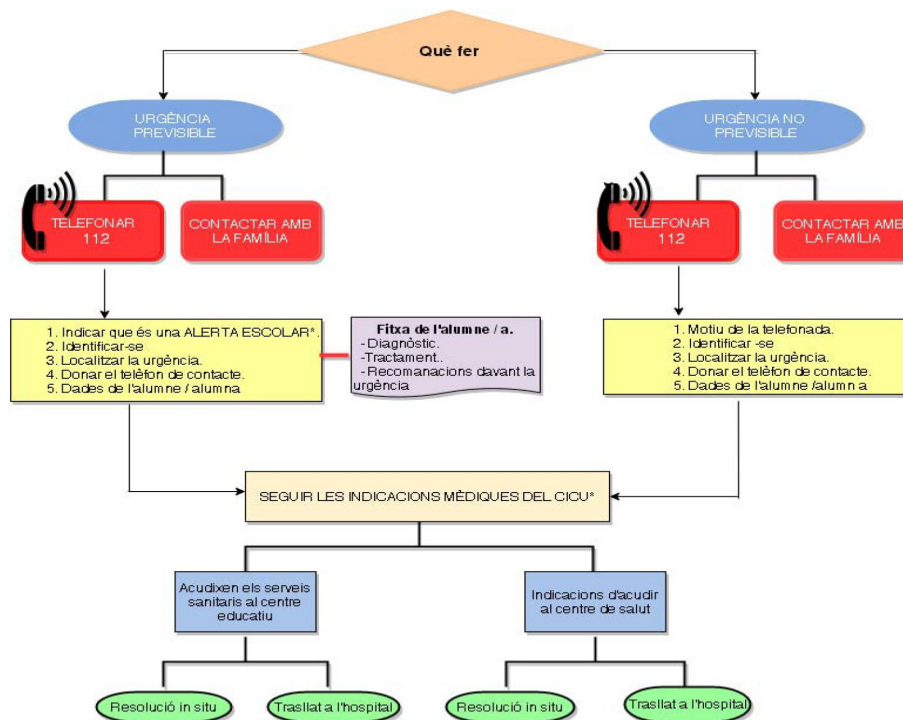 Què fer
URGÈNCIA
PREVISIBLE
URGÈNCIA NO
PREVISIBLE
TELEFONAR
112
CONTACTAR AMB
LA FAMÍLIA
TELEFONAR
112
CONTACTAR AMB
LA FAMÍLIA
1. Indicar que és una ALERTA ESCOLAR*.
2. Identificar-se
3. Localitzar la urgència.
4. Donar el telèfon de contacte.
5. Dades de l'alumne / alumna
Fitxa de l'alumne / a.
- Diagnòstic.
-Tractament..
- Recomanacions davant la
urgència
1. Motiu de la telefonada.
2. Identificar -se
3. Localitzar la urgència.
4. Donar el telèfon de contacte.
5. Dades de l'alumne /alumn a
SEGUIR LES INDICACIONS MÈDIQUES DEL CICU*
Acudixen els serveis
sanitaris al centre
educatiu
Indicacions d'acudir
al centre de salut
Resolució in situ
Trasllat a l'hospital
Resolució in situ
Trasllat a l'hospital